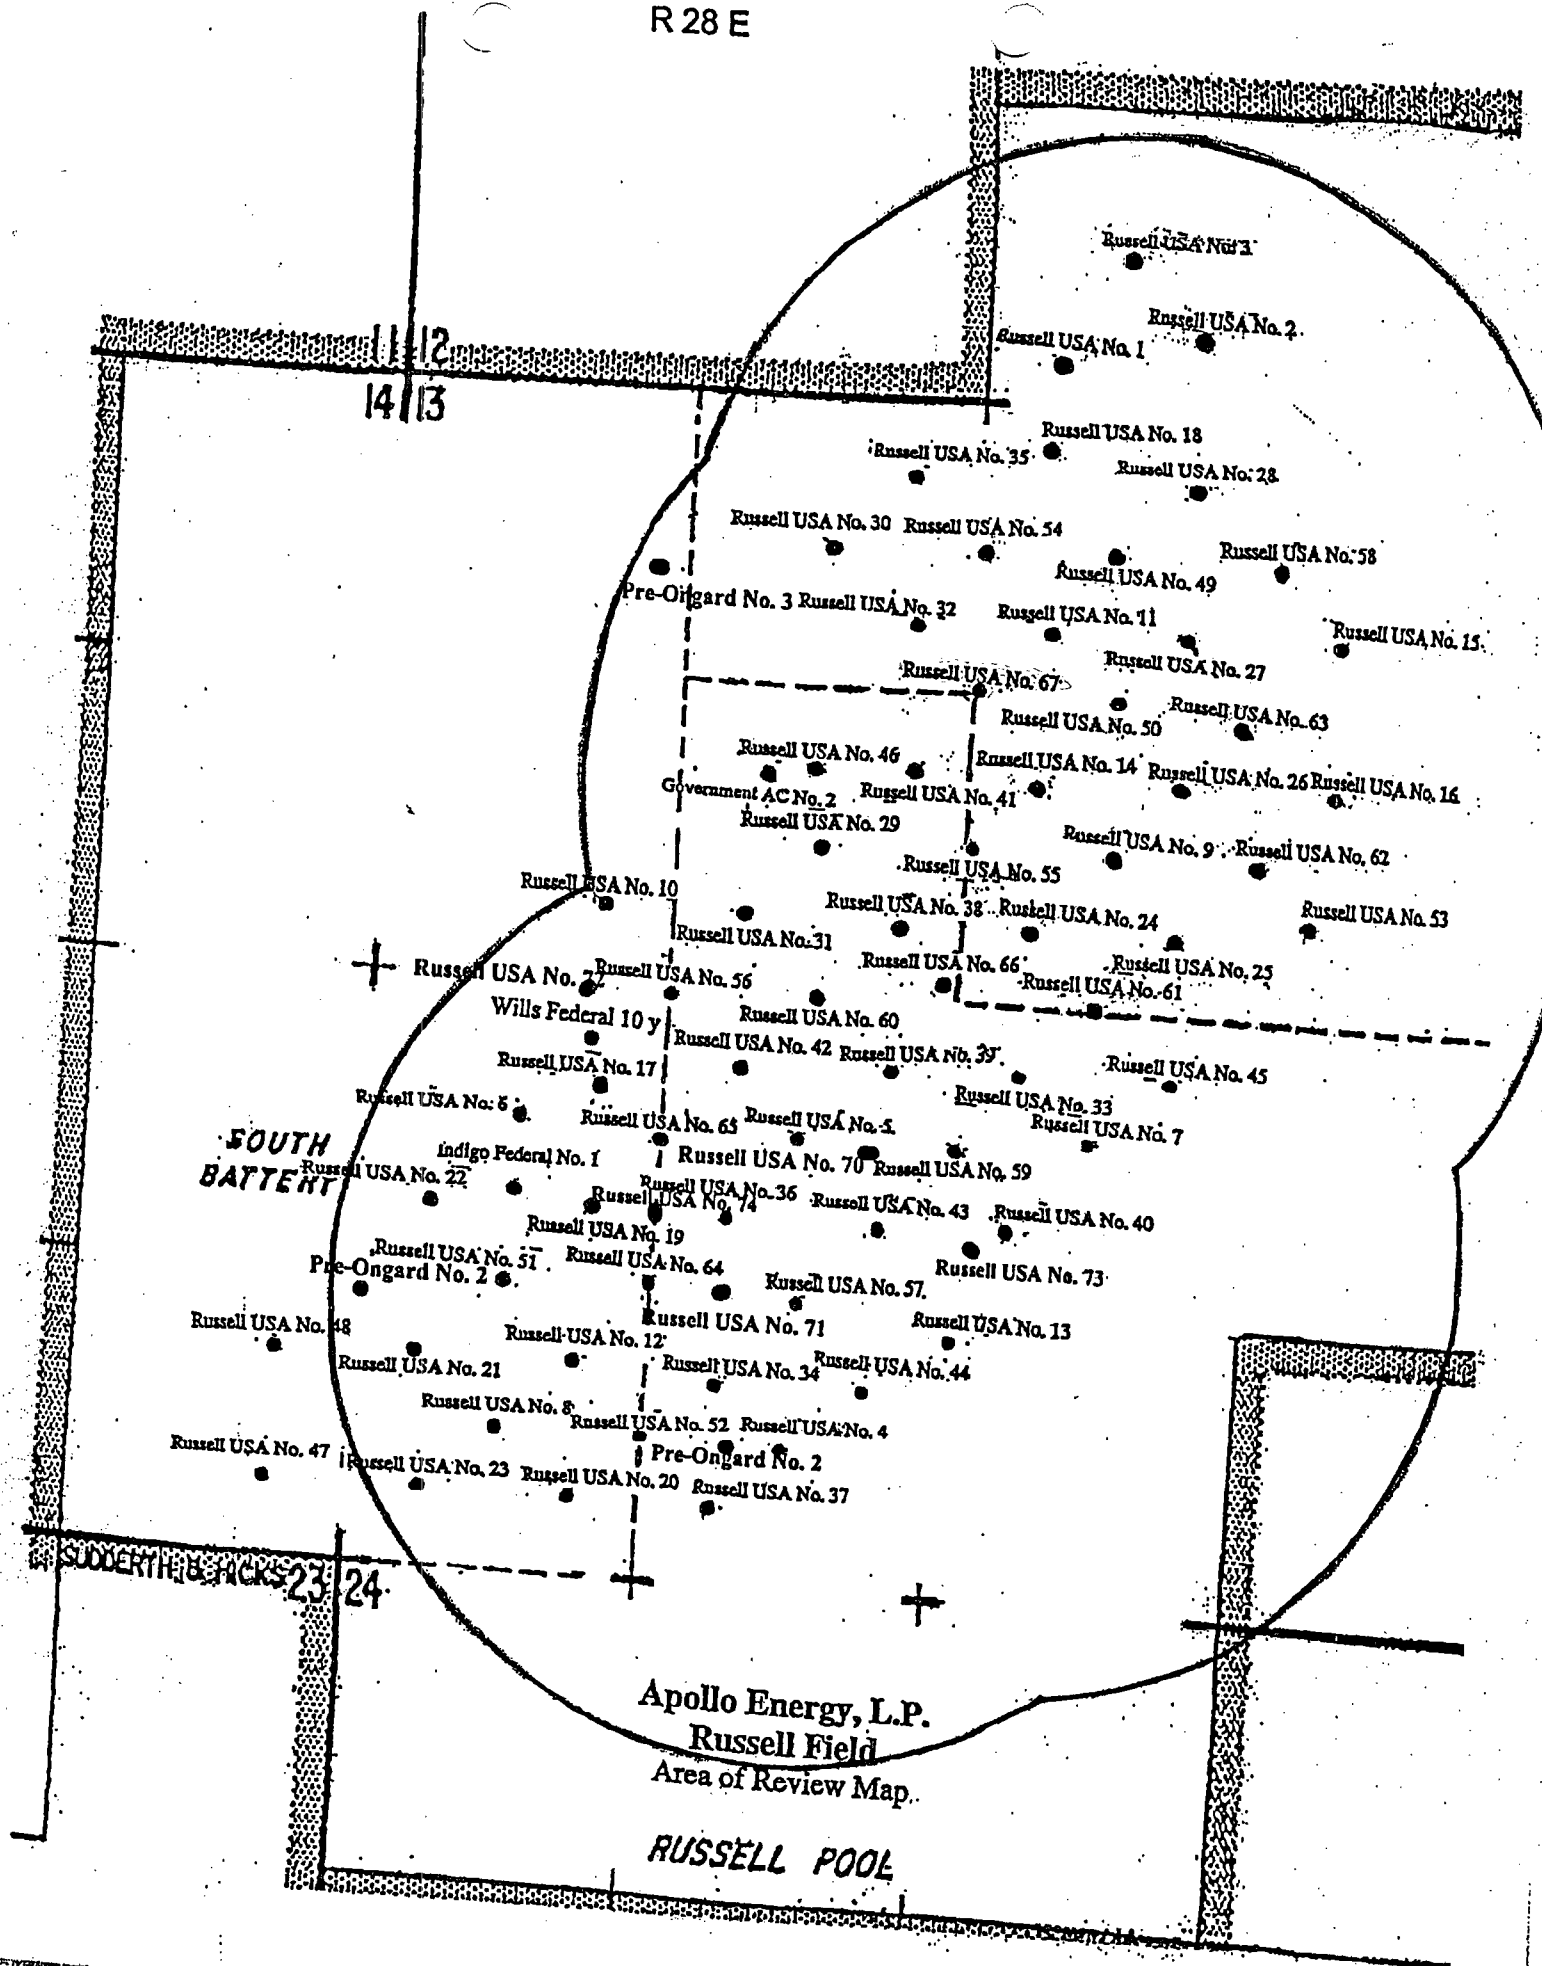 R 28 E
Russell USA No. 3
Russell USA No. 2
Russell USA No. 1
11 12
14 13
Russell USA No. 18
Russell USA No. 35
Russell USA No. 28
Russell USA No. 30
Russell USA No. 54
Russell USA No. 58
Russell USA No. 49
Pre-Ongard No. 3
Russell USA No. 32
Russell USA No. 11
Russell USA No. 15
Russell USA No. 27
Russell USA No. 67
Russell USA No. 50
Russell USA No. 63
Russell USA No. 46
Russell USA No. 14
Russell USA No. 26
Russell USA No. 16
Government AC No. 2
Russell USA No. 41
Russell USA No. 29
Russell USA No. 9
Russell USA No. 62
Russell USA No. 55
Russell USA No. 10
Russell USA No. 38
Russell USA No. 24
Russell USA No. 53
Russell USA No. 31
Russell USA No. 72
Russell USA No. 56
Russell USA No. 66
Russell USA No. 25
Russell USA No. 61
Wills Federal 10 y
Russell USA No. 60
Russell USA No. 42
Russell USA No. 39
Russell USA No. 17
Russell USA No. 45
Russell USA No. 6
Russell USA No. 33
Russell USA No. 65
Russell USA No. 5
Russell USA No. 7
SOUTH
BATTERY
Indigo Federal No. 1
Russell USA No. 70
Russell USA No. 59
Russell USA No. 22
Russell USA No. 36
Russell USA No. 74
Russell USA No. 43
Russell USA No. 40
Russell USA No. 19
Russell USA No. 51
Russell USA No. 64
Russell USA No. 73
Pre-Ongard No. 2
Russell USA No. 57
Russell USA No. 48
Russell USA No. 71
Russell USA No. 13
Russell USA No. 12
Russell USA No. 21
Russell USA No. 34
Russell USA No. 44
Russell USA No. 8
Russell USA No. 52
Russell USA No. 4
Russell USA No. 47
Pre-Ongard No. 2
Russell USA No. 23
Russell USA No. 20
Russell USA No. 37
SUDDERTH & HICKS 23 24
Apollo Energy, L.P.
Russell Field
Area of Review Map
RUSSELL POOL